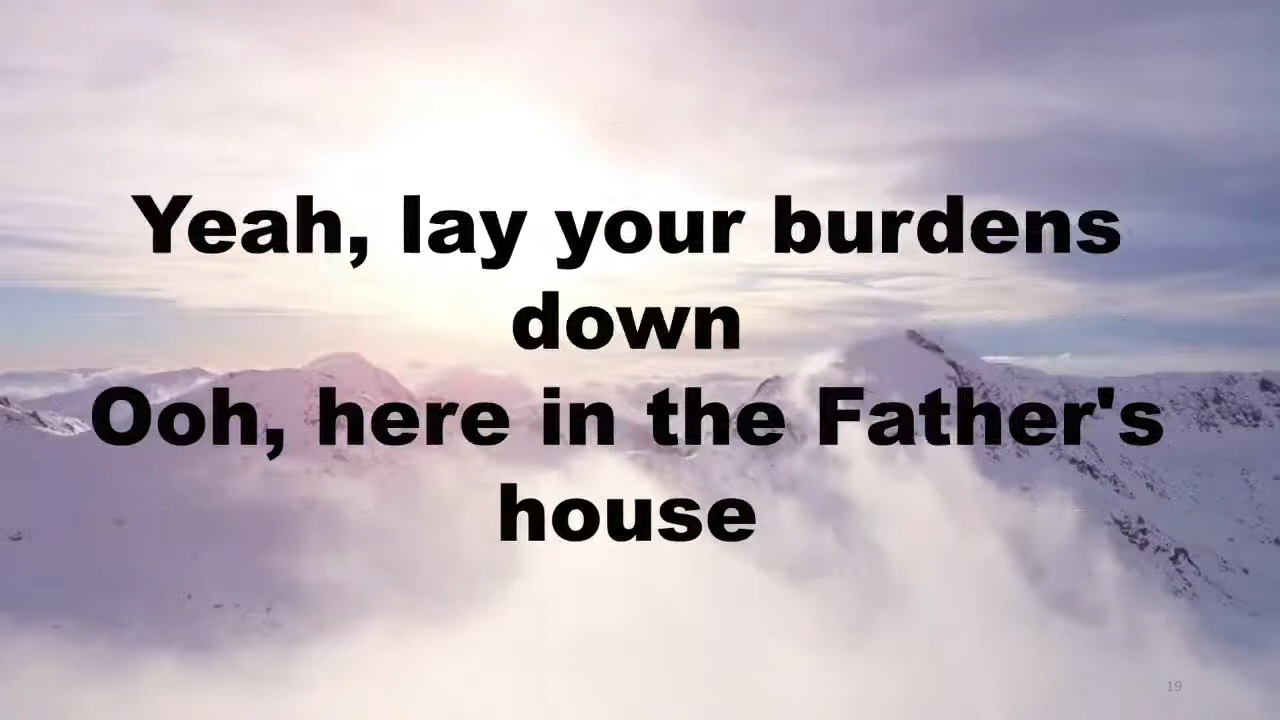 Yeah, lay your burdens
down
Ooh, here in the Father's
house
19